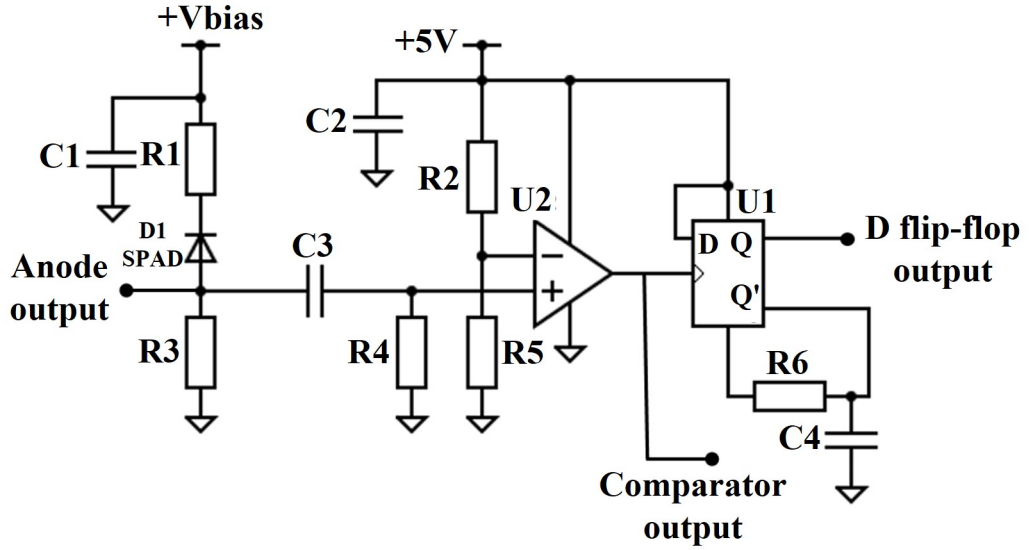 +Vbias
+5V
C1
R1
C2
R2
U2
U1
D1
SPAD
C3
D Q
D flip-flop
output
Anode
output
−
+
Q'
R3
R4
R5
R6
C4
Comparator
output